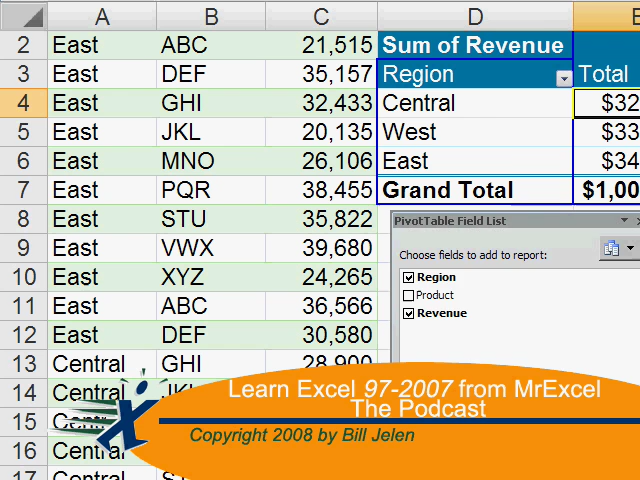 A B C D E
2 East ABC 21,515 Sum of Revenue
3 East DEF 35,157 Region Total
4 East GHI 32,433 Central $32
5 East JKL 20,135 West $33
6 East MNO 26,106 East $34
7 East PQR 38,455 Grand Total $1,00
8 East STU 35,822
PivotTable Field List
9 East VWX 39,680
Choose fields to add to report:
10 East XYZ 24,265 Region
Product
11 East ABC 36,566 Revenue
12 East DEF 30,580
13 Central GHI 28,900
14 Central
Learn Excel 97-2007 from MrExcel
The Podcast
15 Central
Copyright 2008 by Bill Jelen
16 Central
17 Central